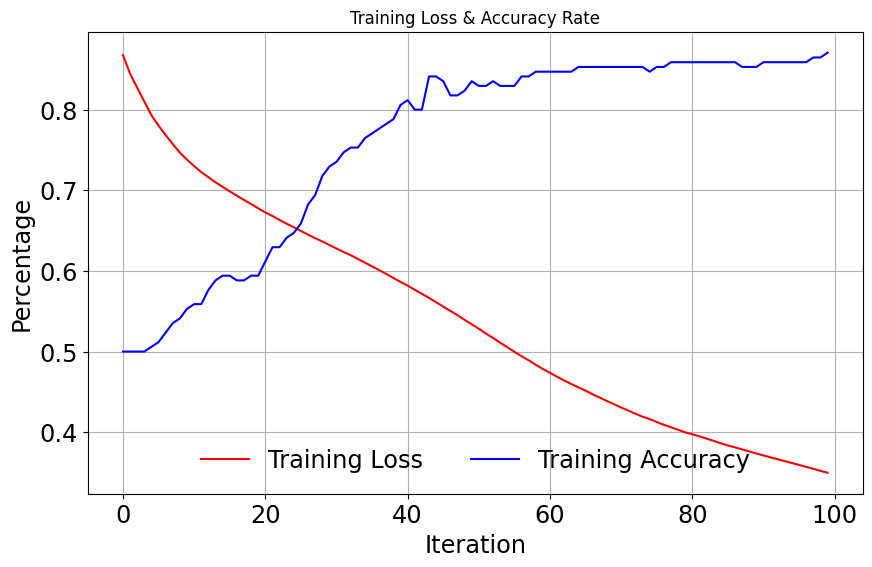 Training Loss & Accuracy Rate
0.8
0.7
0.6
0.5
0.4
Percentage
Training Loss
Training Accuracy
0 20 40 60 80 100
Iteration